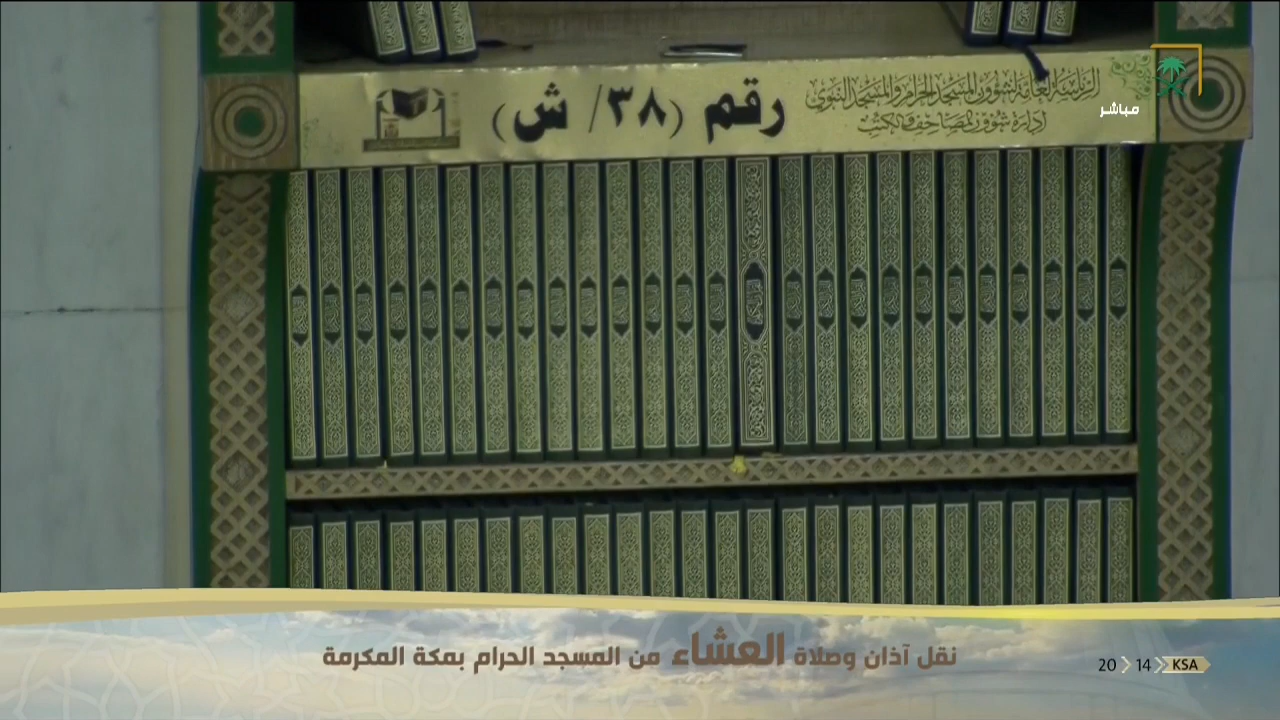 الرئاسة العامة لشؤون المسجد الحرام والمسجد النبوي
إدارة شؤون المصاحف والكتب
رقم (٣٨/ ش)
مباشر
نقل آذان وصلاة العشاء من المسجد الحرام بمكة المكرمة
20 14 KSA